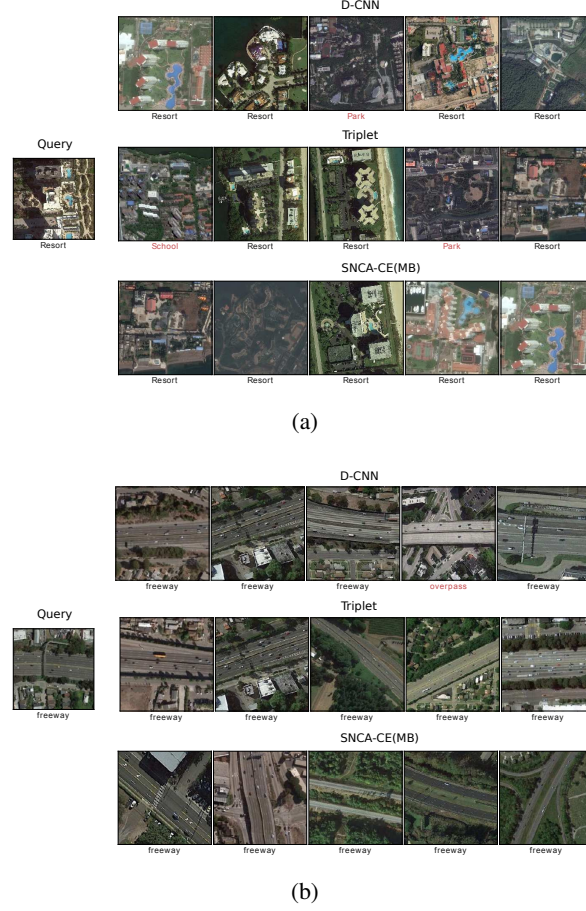 D-CNN
Resort Resort Park Resort Resort
Query
Resort
Triplet
School Resort Resort Park Resort
SNCA-CE(MB)
Resort Resort Resort Resort Resort
(a)
D-CNN
freeway freeway freeway overpass freeway
Query
freeway
Triplet
freeway freeway freeway freeway freeway
SNCA-CE(MB)
freeway freeway freeway freeway freeway
(b)